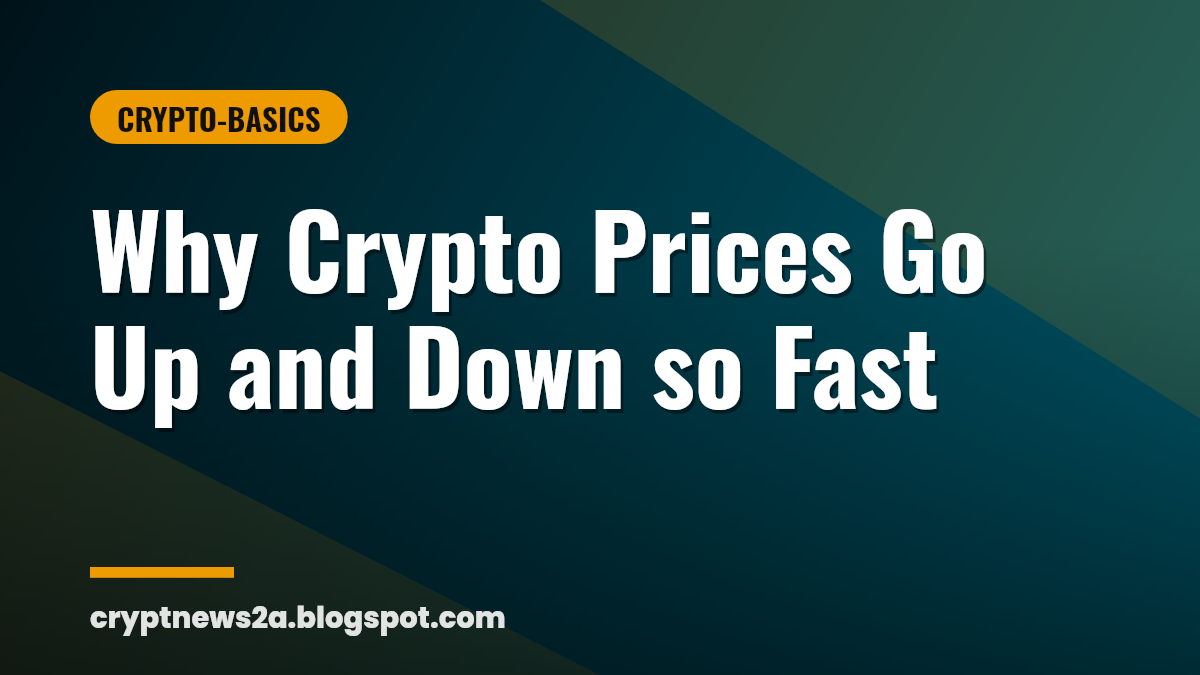 CRYPTO-BASICS
Why Crypto Prices Go
Up and Down so Fast
cryptnews2a.blogspot.com